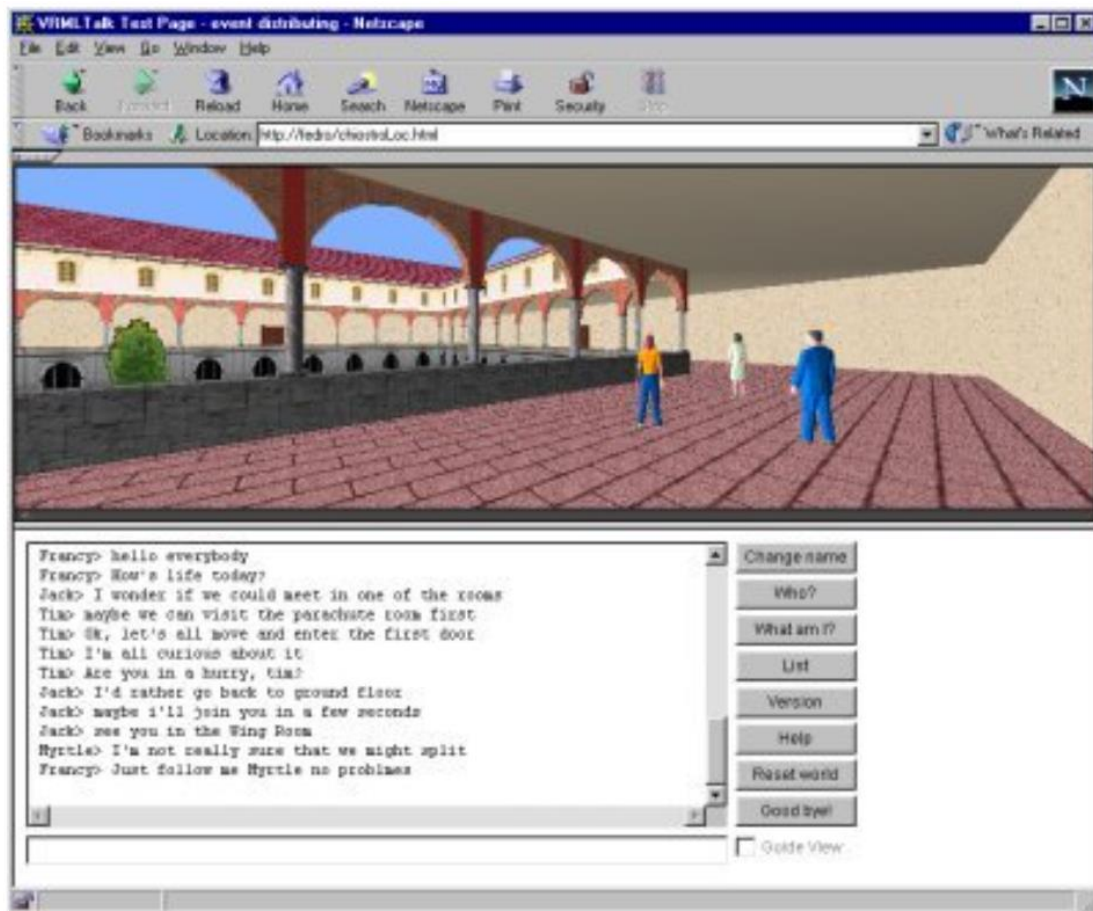 VRMLTalk Test Page - event distributing - Netscape
File Edit View Go Window Help
Back Forward Reload Home Search Netscape Print Security Stop
Bookmarks Location: http://fedro/chiostroLoc.html What's Related
N
Francy> hello everybody
Francy> How's life today?
Jack> I wonder if we could meet in one of the rooms
Tim> maybe we can visit the parachute room first
Tim> Ok, let's all move and enter the first door
Tim> I'm all curious about it
Tim> Are you in a hurry, tim?
Jack> I'd rather go back to ground floor
Jack> maybe i'll join you in a few seconds
Jack> see you in the Wing Room
Myrtle> I'm not really sure that we might split
Francy> Just follow me Myrtle no problmes
Change name
Who?
What am I?
List
Version
Help
Reset world
Good bye!
Guide View